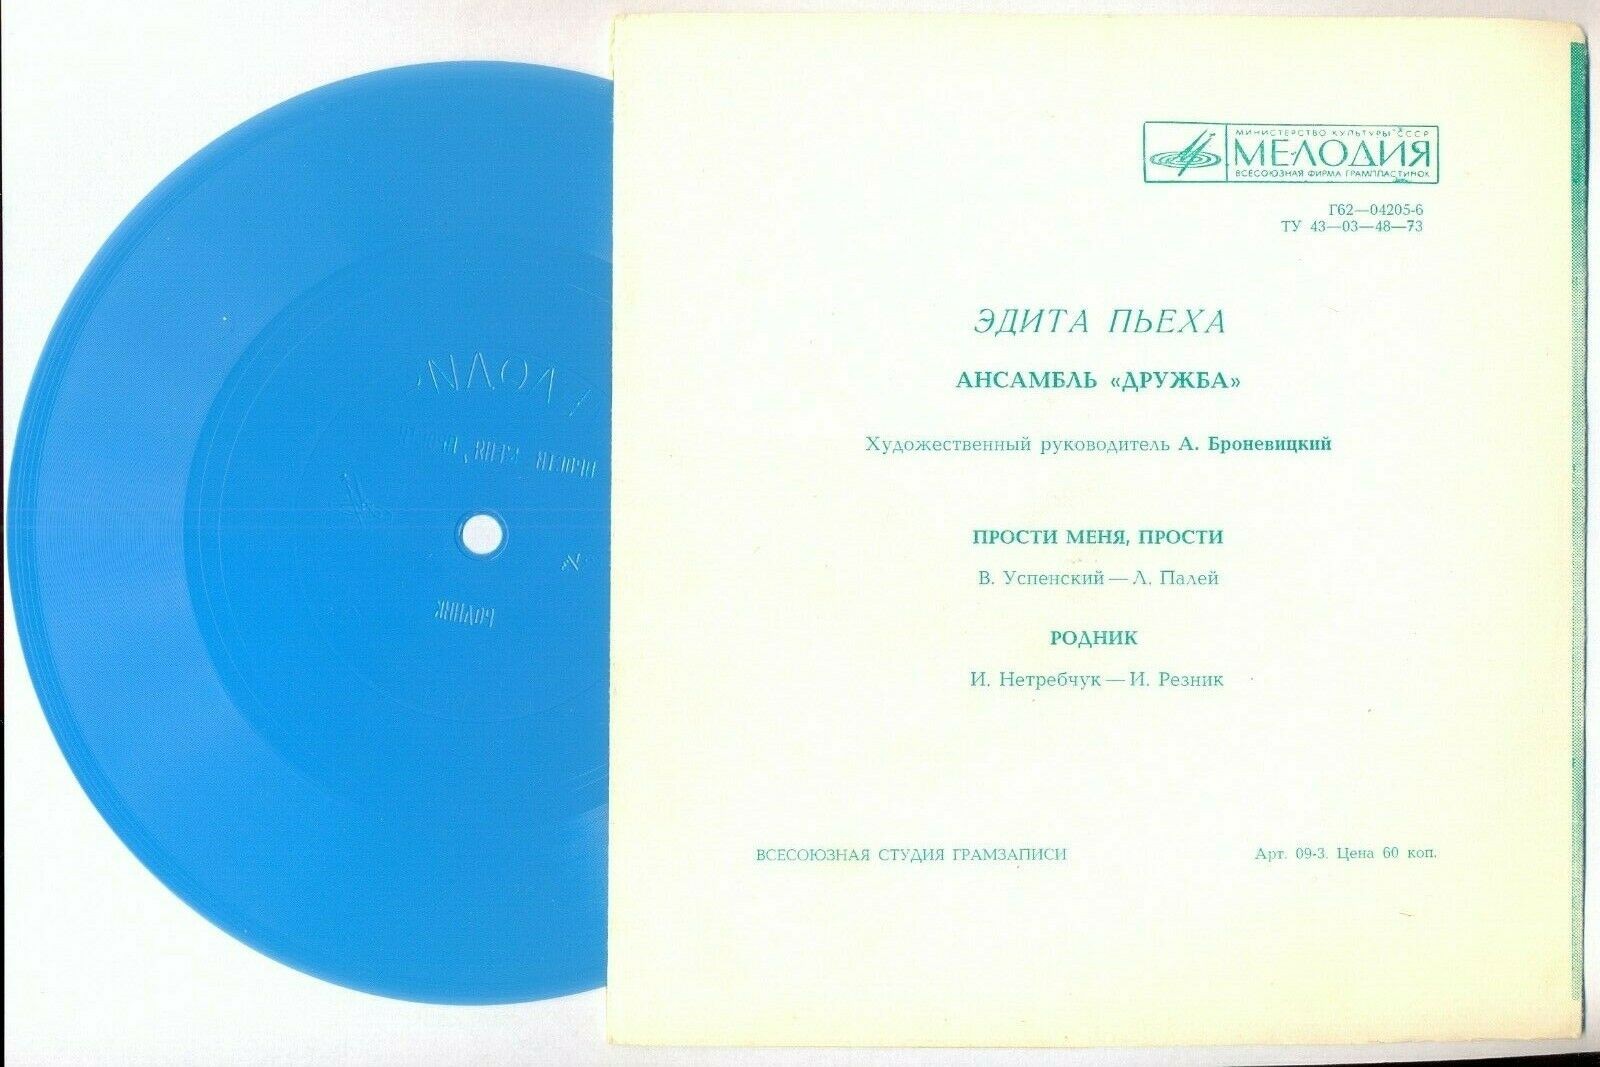 МИНИСТЕРСТВО КУЛЬТУРЫ СССР
МЕЛОДИЯ
ВСЕСОЮЗНАЯ ФИРМА ГРАМПЛАСТИНОК
Г62—04205-6
ТУ 43—03—48—73
ЭДИТА ПЬЕХА
АНСАМБЛЬ «ДРУЖБА»
Художественный руководитель А. Броневицкий
ПРОСТИ МЕНЯ, ПРОСТИ
В. Успенский — Л. Палей
РОДНИК
И. Нетребчук — И. Резник
ВСЕСОЮЗНАЯ СТУДИЯ ГРАМЗАПИСИ
Арт. 09-3. Цена 60 коп.
РОДНИК